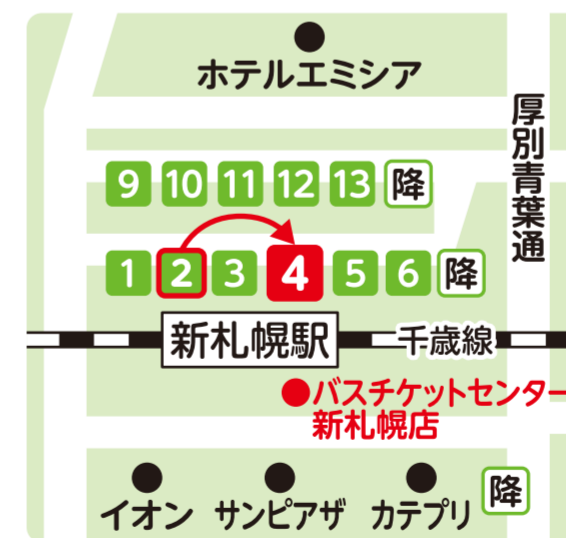 ホテルエミシア
厚別青葉通
9 10 11 12 13 降
1 2 3 4 5 6 降
新札幌駅
千歳線
バスチケットセンター
新札幌店
イオン サンピアザ カテプリ 降